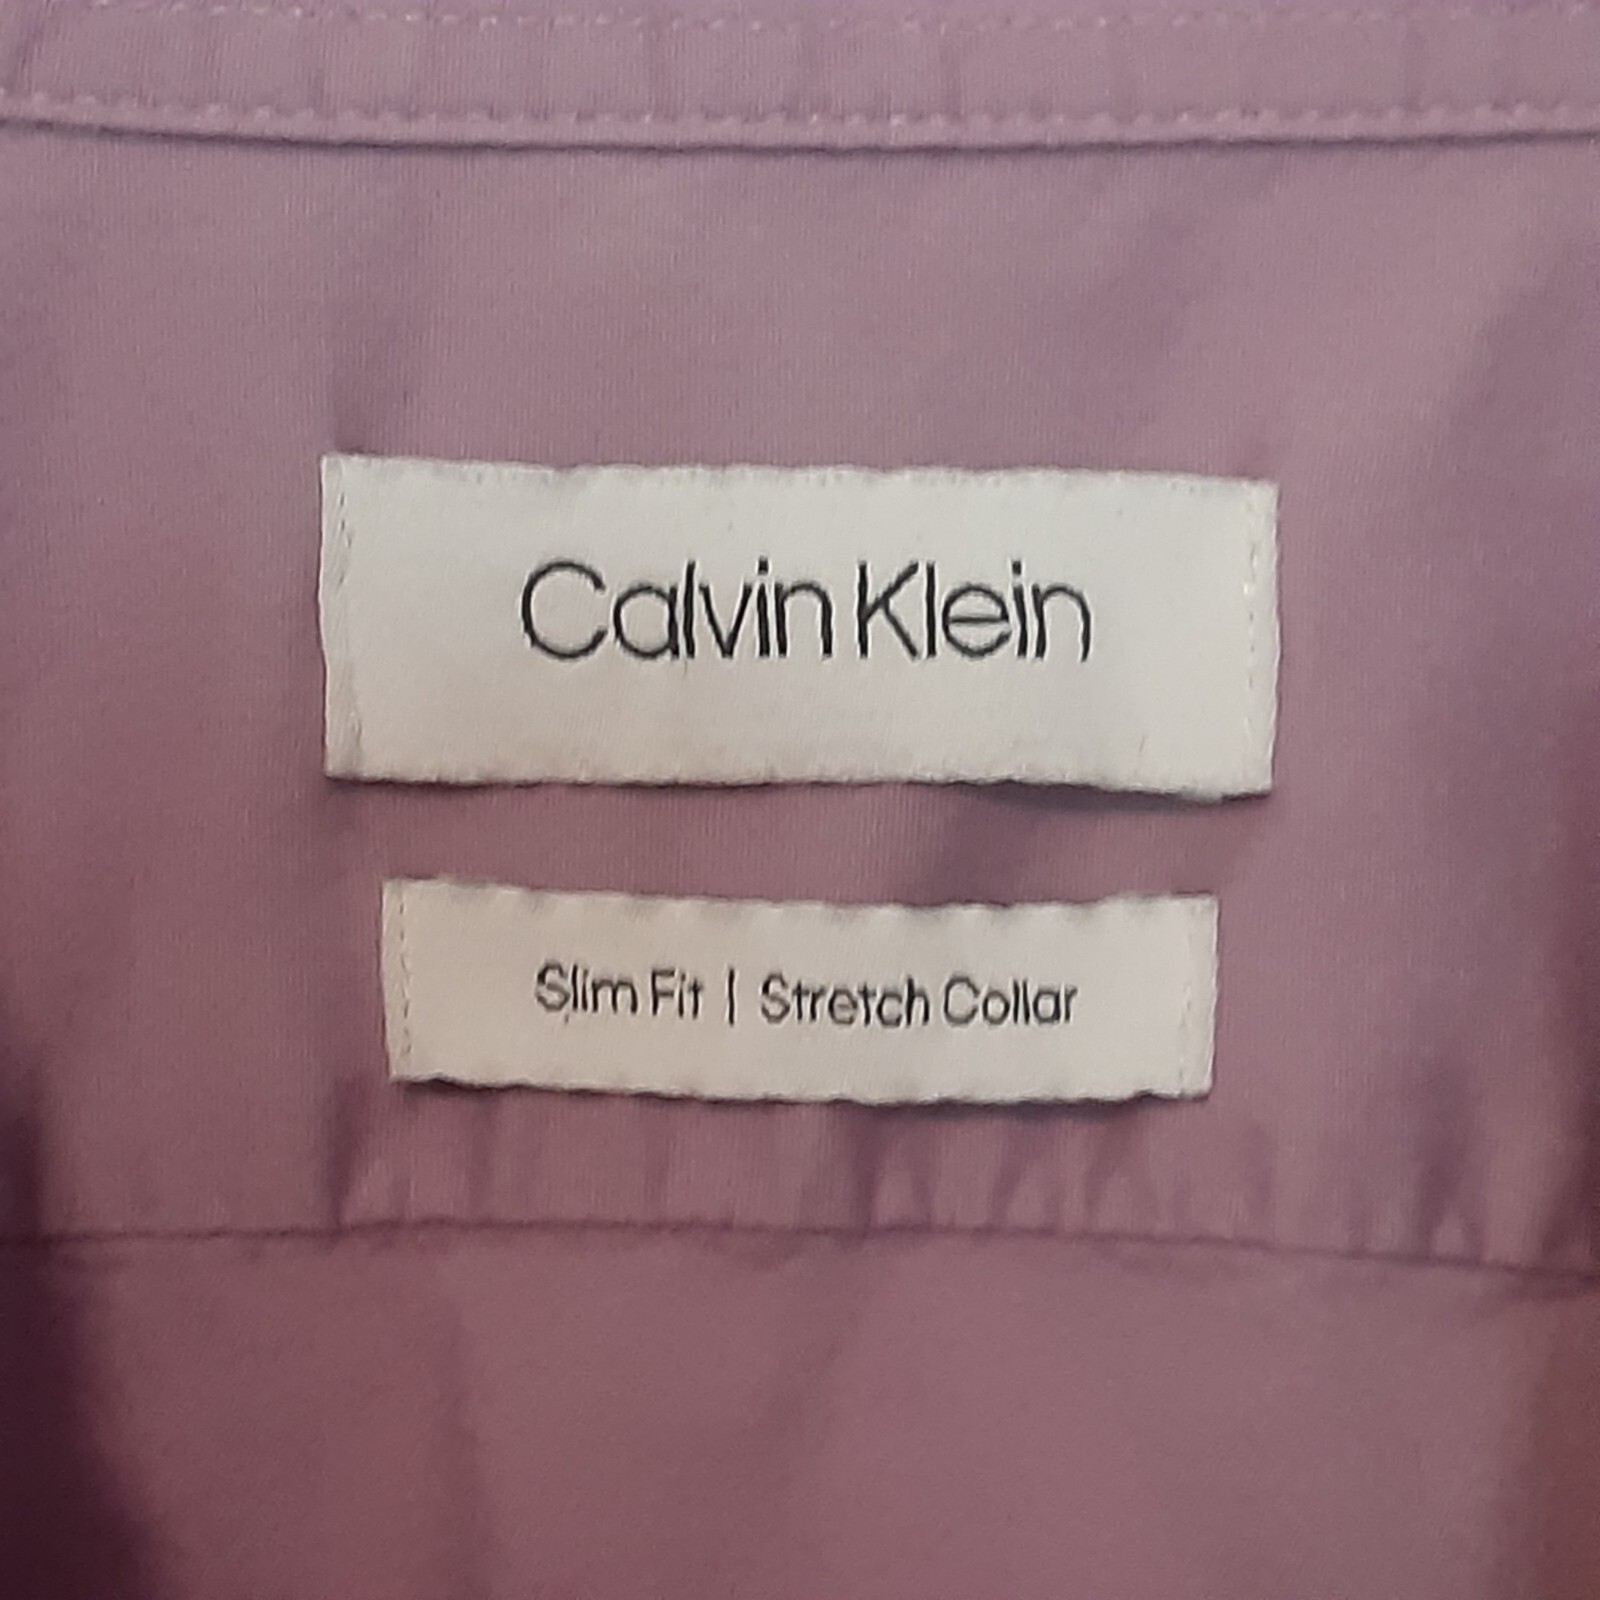 Calvin Klein
Slim Fit | Stretch Collar